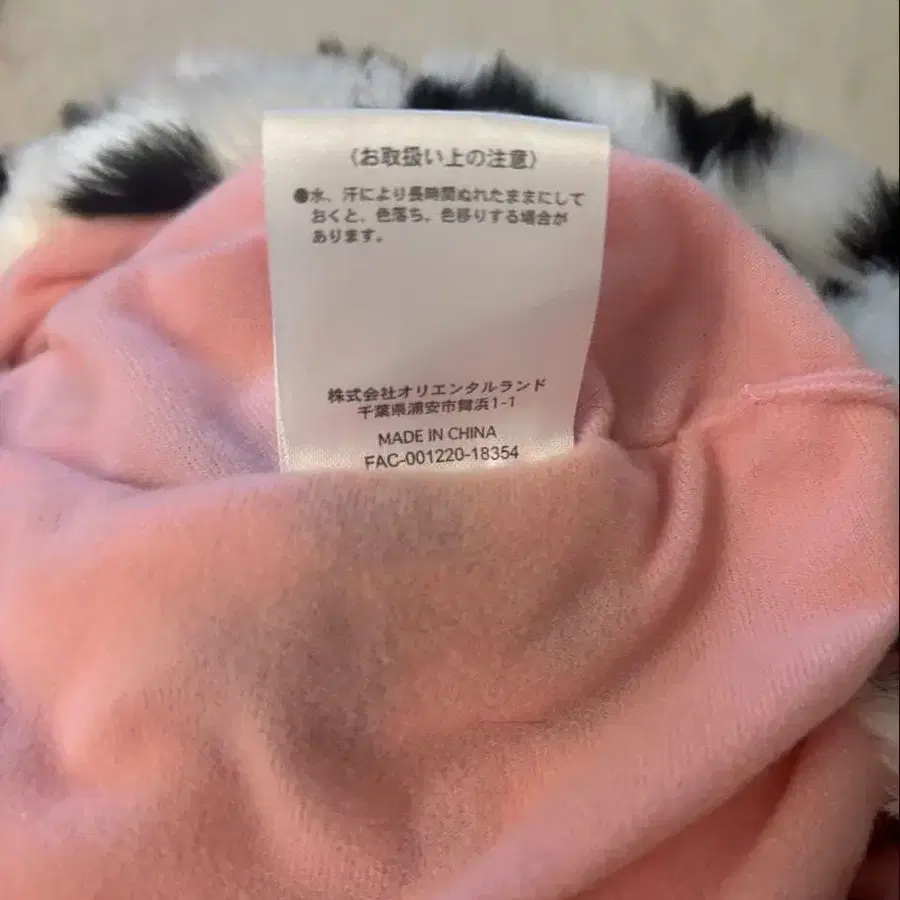 〈お取扱い上の注意〉
●水、汗により長時間ぬれたままにして
おくと、色落ち、色移りする場合が
あります。
株式会社オリエンタルランド
千葉県浦安市舞浜1-1
MADE IN CHINA
FAC-001220-18354